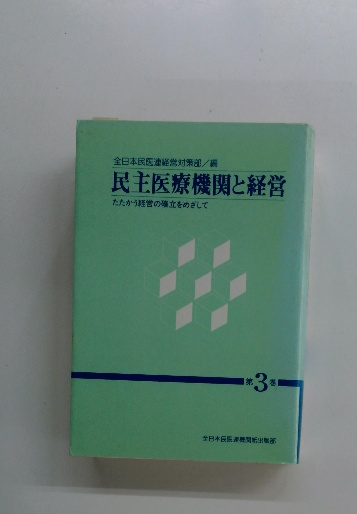 全日本民医連経営対策部/編
民主医療機関と経営
たたかう経営の確立をめざして
第3巻
全日本民医連機関紙出版部